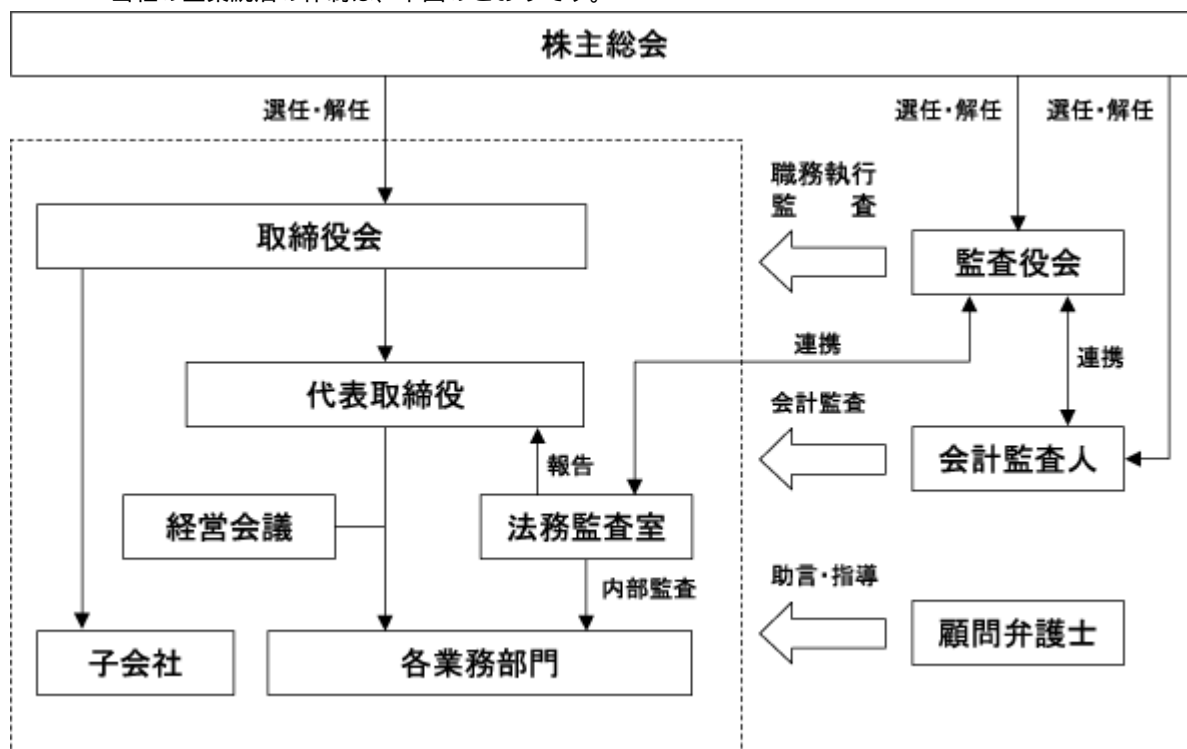 株主総会
選任・解任
選任・解任
選任・解任
職務執行
監　査
取締役会
監査役会
連携
連携
代表取締役
会計監査
報告
会計監査人
経営会議
法務監査室
内部監査
助言・指導
子会社
各業務部門
顧問弁護士